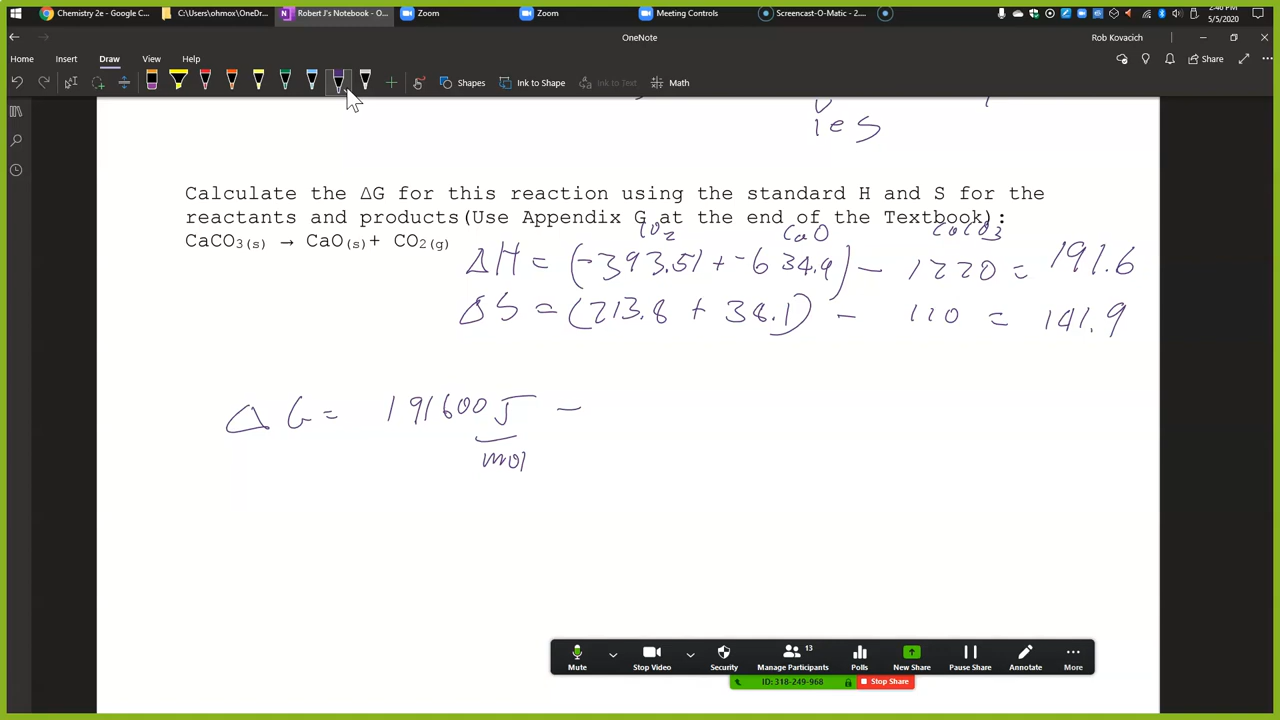 Chemistry 2e - Google C...
C:\Users\ohmox\OneDr...
Robert J's Notebook - O...
Zoom
Zoom
Meeting Controls
Screencast-O-Matic - 2....
5/5/2020
OneNote
Rob Kovacich
Home Insert Draw View Help
Shapes Ink to Shape Ink to Text Math
ies
Calculate the ΔG for this reaction using the standard H and S for the
reactants and products(Use Appendix G at the end of the Textbook):
CO2 CaO CaCO3
CaCO3(s) → CaO(s)+ CO2(g)
ΔH = (-393.51 + -634.9) - 1220 = 191.6
ΔS = (213.8 + 38.1) - 110 = 141.9
ΔG = 191600 J -
mol
13
Mute Stop Video Security Manage Participants Polls New Share Pause Share Annotate More
ID: 318-249-968 Stop Share